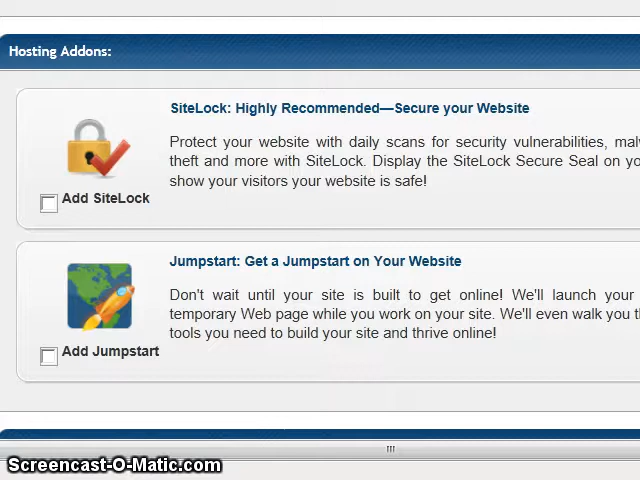 Hosting Addons:
SiteLock: Highly Recommended—Secure your Website
Protect your website with daily scans for security vulnerabilities,
theft and more with SiteLock. Display the SiteLock Secure Seal on
show your visitors your website is safe!
Add SiteLock
Jumpstart: Get a Jumpstart on Your Website
Don't wait until your site is built to get online! We'll launch your
temporary Web page while you work on your site. We'll even walk you
tools you need to build your site and thrive online!
Add Jumpstart
Screencast-O-Matic.com